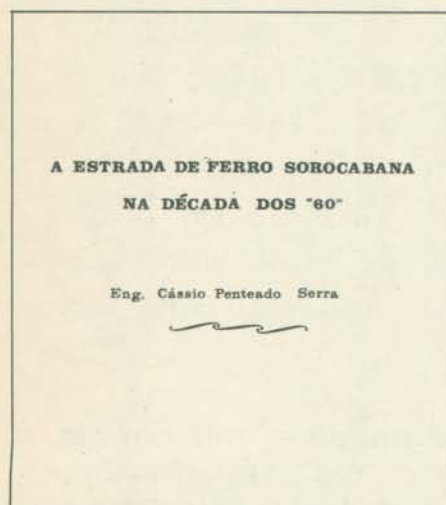 A ESTRADA DE FERRO SOROCABANA
NA DÉCADA DOS "60"
Eng. Cássio Penteado Serra